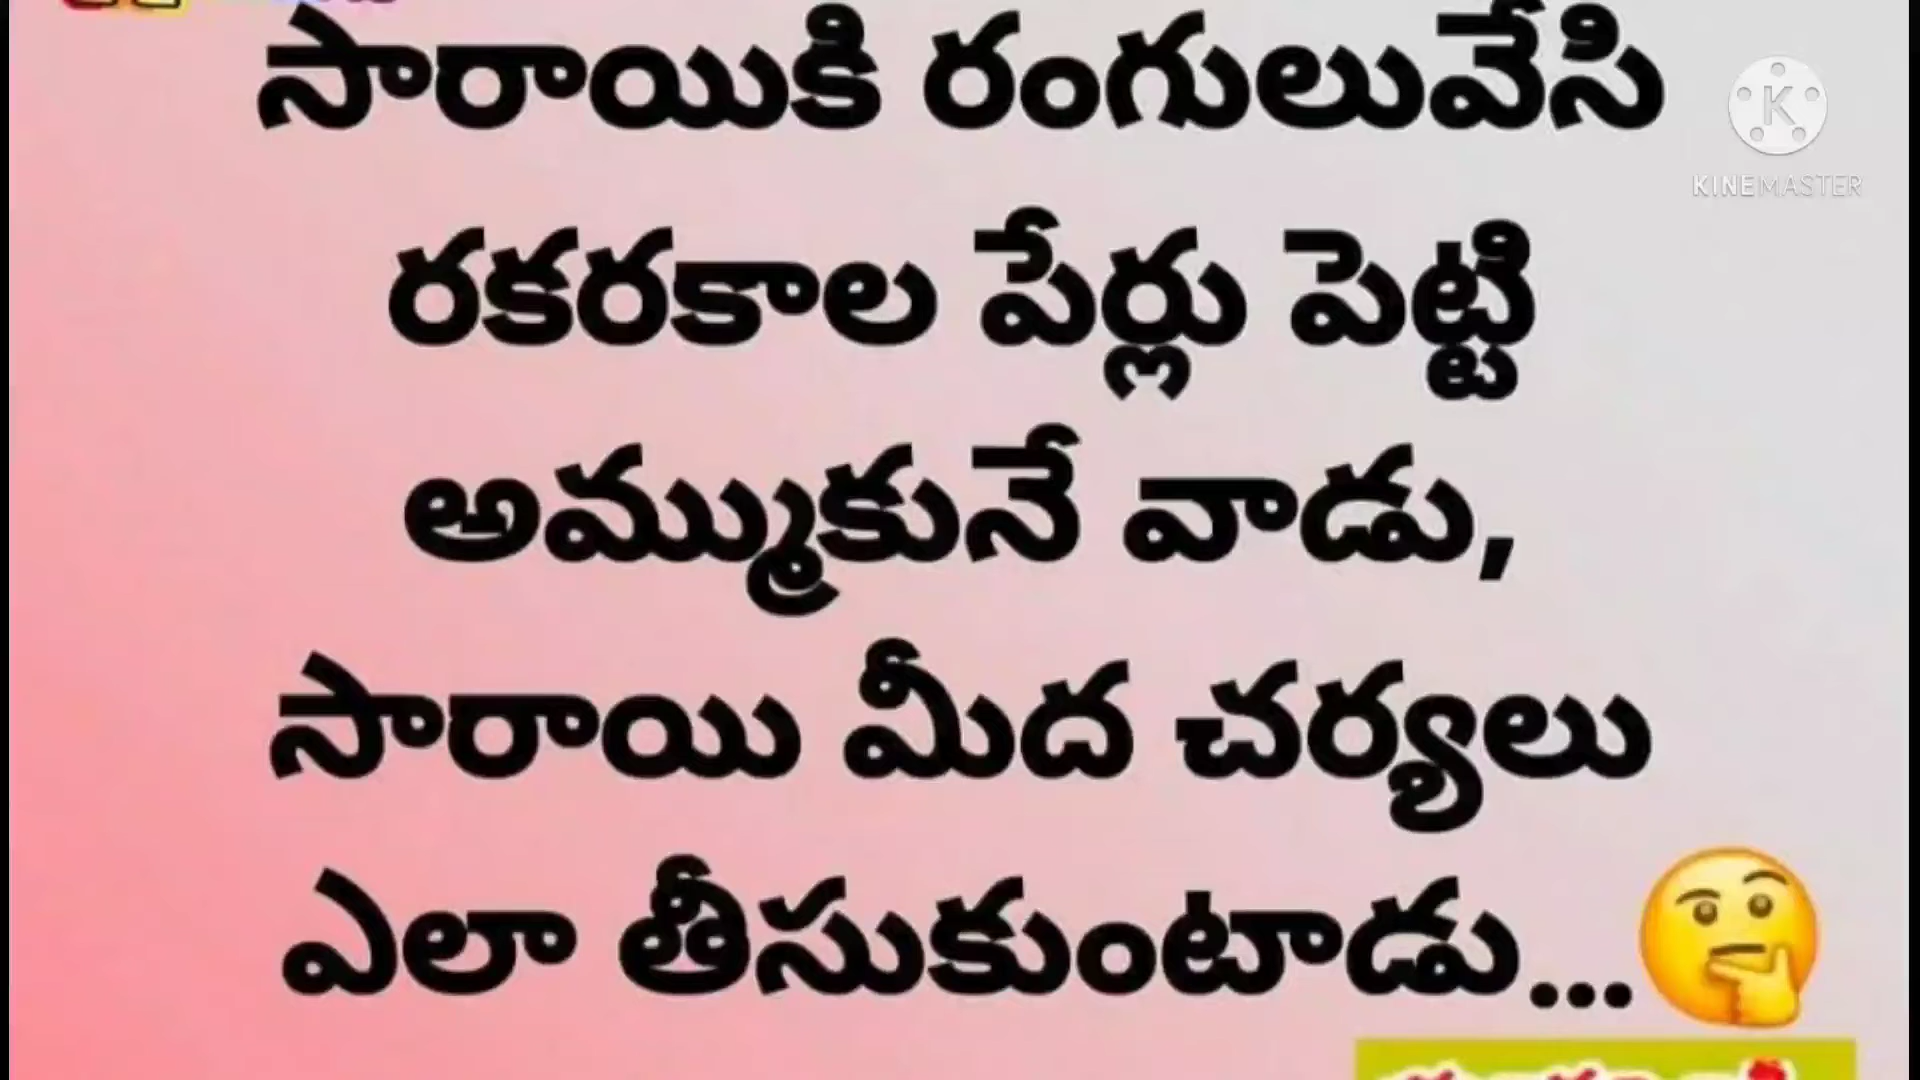 సారాయికి రంగులువేసి
KINEMASTER
రకరకాల పేర్లు పెట్టి
అమ్ముకునే వాడు,
సారాయి మీద చర్యలు
ఎలా తీసుకుంటాడు...🤔